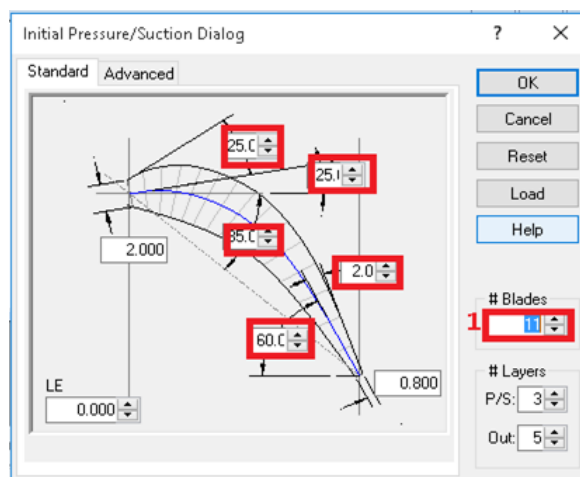 Initial Pressure/Suction Dialog
? ×
Standard Advanced
OK
Cancel
Reset
Load
Help
25.0
25.
2.000
35.0
2.0
60.0
# Blades
1 11
# Layers
P/S: 3
Out: 5
LE
0.000
0.800